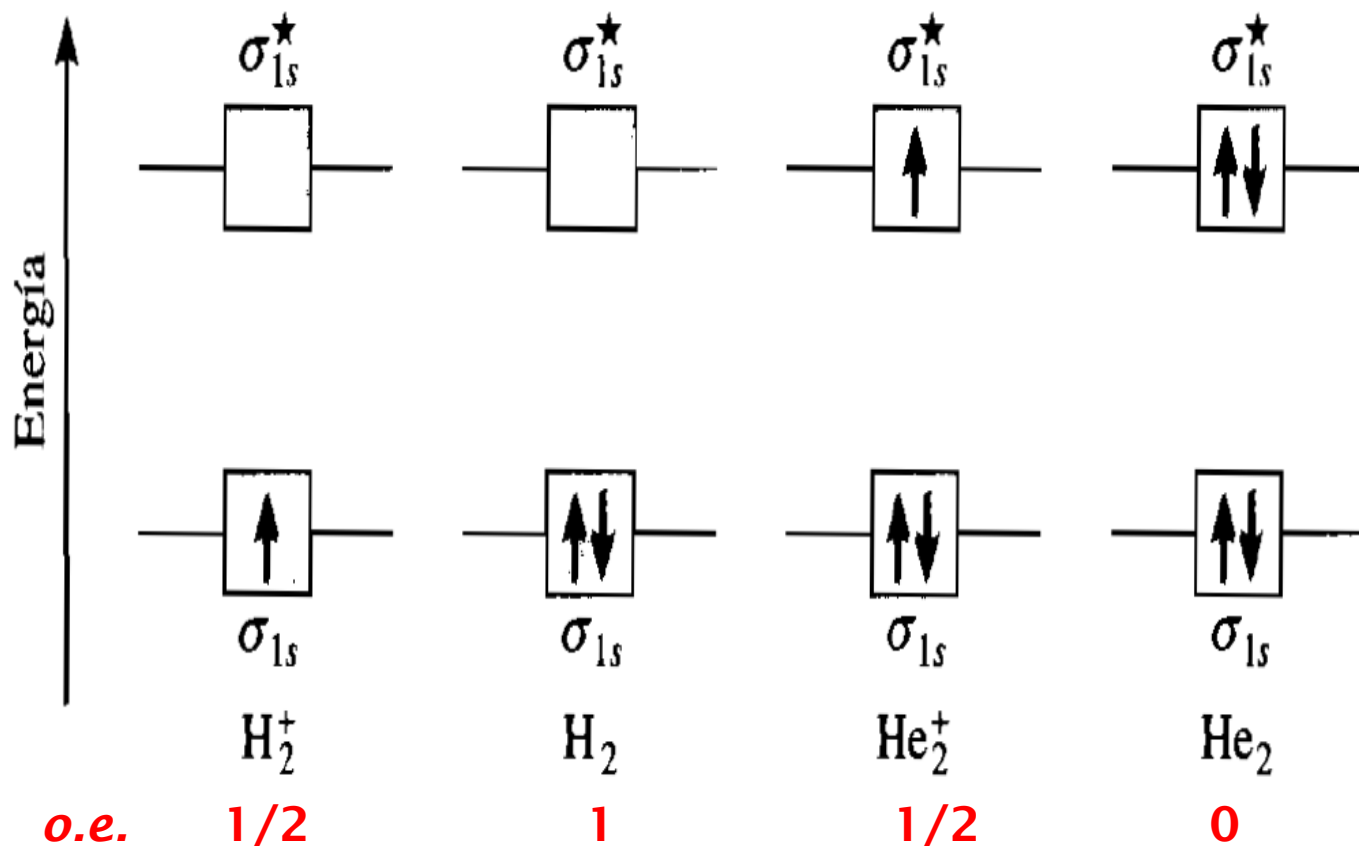 σ★1s σ★1s σ★1s σ★1s
Energía
σ1s σ1s σ1s σ1s
H2+ H2 He2+ He2
o.e. 1/2 1 1/2 0